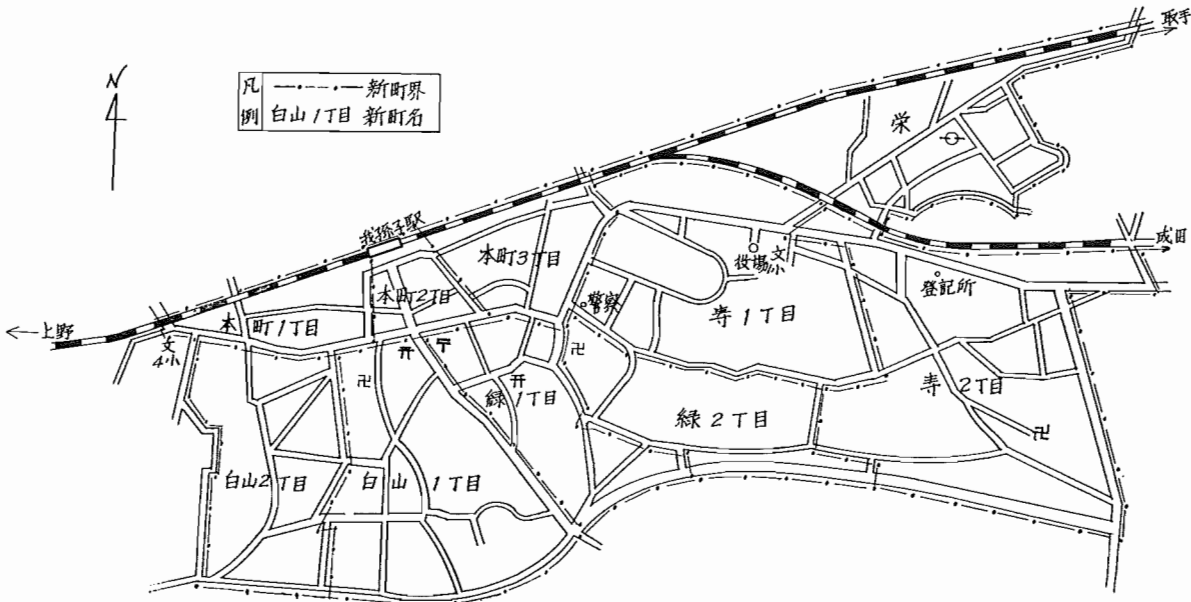 N
凡例
新町界
白山1丁目 新町名
取手
栄
成田
我孫子駅
本町3丁目
役場
文小
登記所
本町2丁目
警察
寿1丁目
上野
本町1丁目
文
4小
寿2丁目
緑1丁目
緑2丁目
白山2丁目
白山1丁目